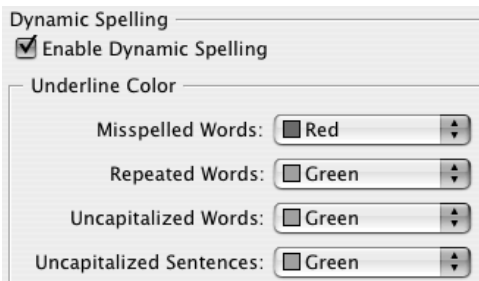 Dynamic Spelling
Enable Dynamic Spelling
Underline Color
Misspelled Words: Red
Repeated Words: Green
Uncapitalized Words: Green
Uncapitalized Sentences: Green